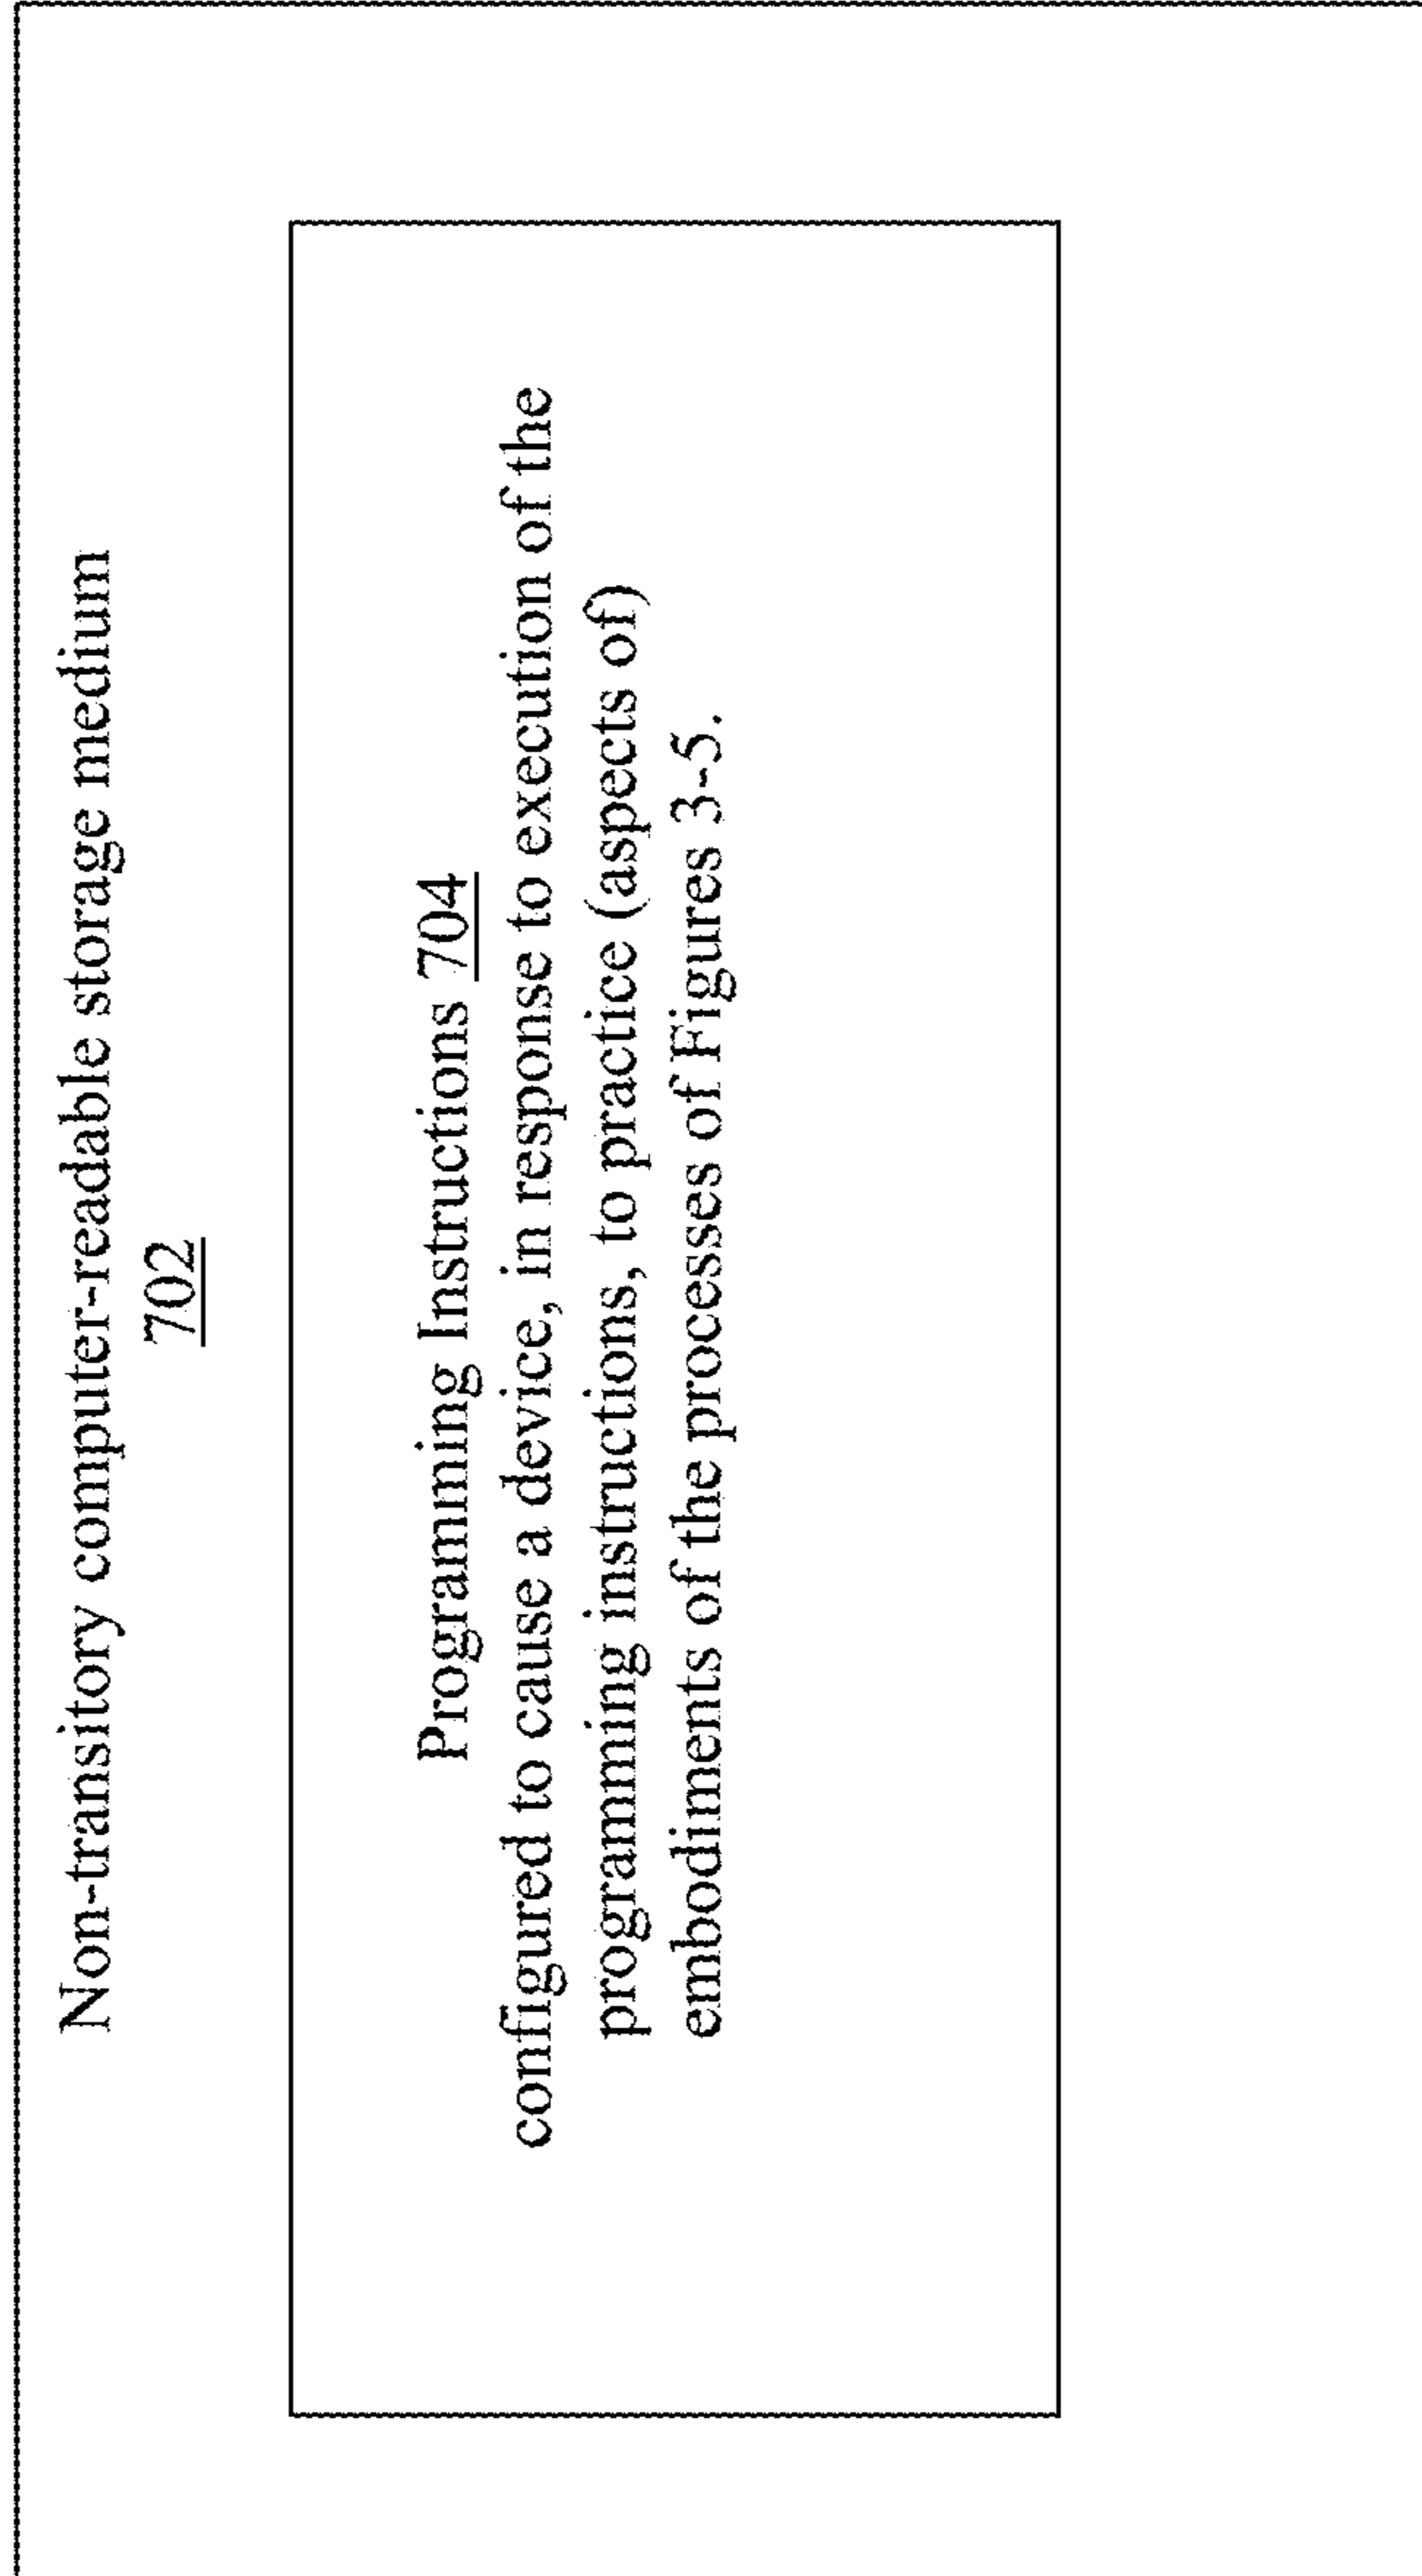 Non-transitory computer-readable storage medium
702
Programming Instructions 704
configured to cause a device, in response to execution of the
programming instructions, to practice (aspects of)
embodiments of the processes of Figures 3-5.